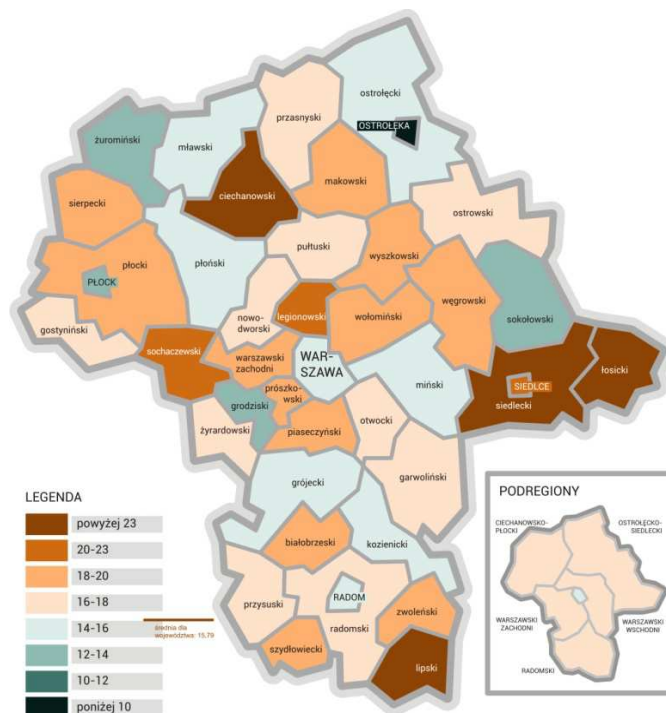 ostrołęcki
przasnyski
OSTROŁĘKA
żuromiński
mławski
makowski
ciechanowski
sierpecki
ostrowski
pułtuski
płoński
płocki
wyszkowski
PŁOCK
węgrowski
gostyniński
nowo-
dworski
legionowski
wołomiński
sokołowski
sochaczewski
WAR-
SZAWA
warszawski
zachodni
łosicki
miński
SIEDLCE
prószko-
wski
siedlecki
grodziski
otwocki
żyrardowski
piaseczyński
garwoliński
grójecki
białobrzeski
kozienicki
RADOM
przysuski
zwoleński
radomski
szydłowiecki
lipski
LEGENDA
powyżej 23
20-23
18-20
16-18
14-16
średnia dla
województwa: 15,79
12-14
10-12
poniżej 10
PODREGIONY
CIECHANOWSKO-
PŁOCKI
OSTROŁĘCKO-
SIEDLECKI
WARSZAWSKI
ZACHODNI
WARSZAWSKI
WSCHODNI
RADOMSKI